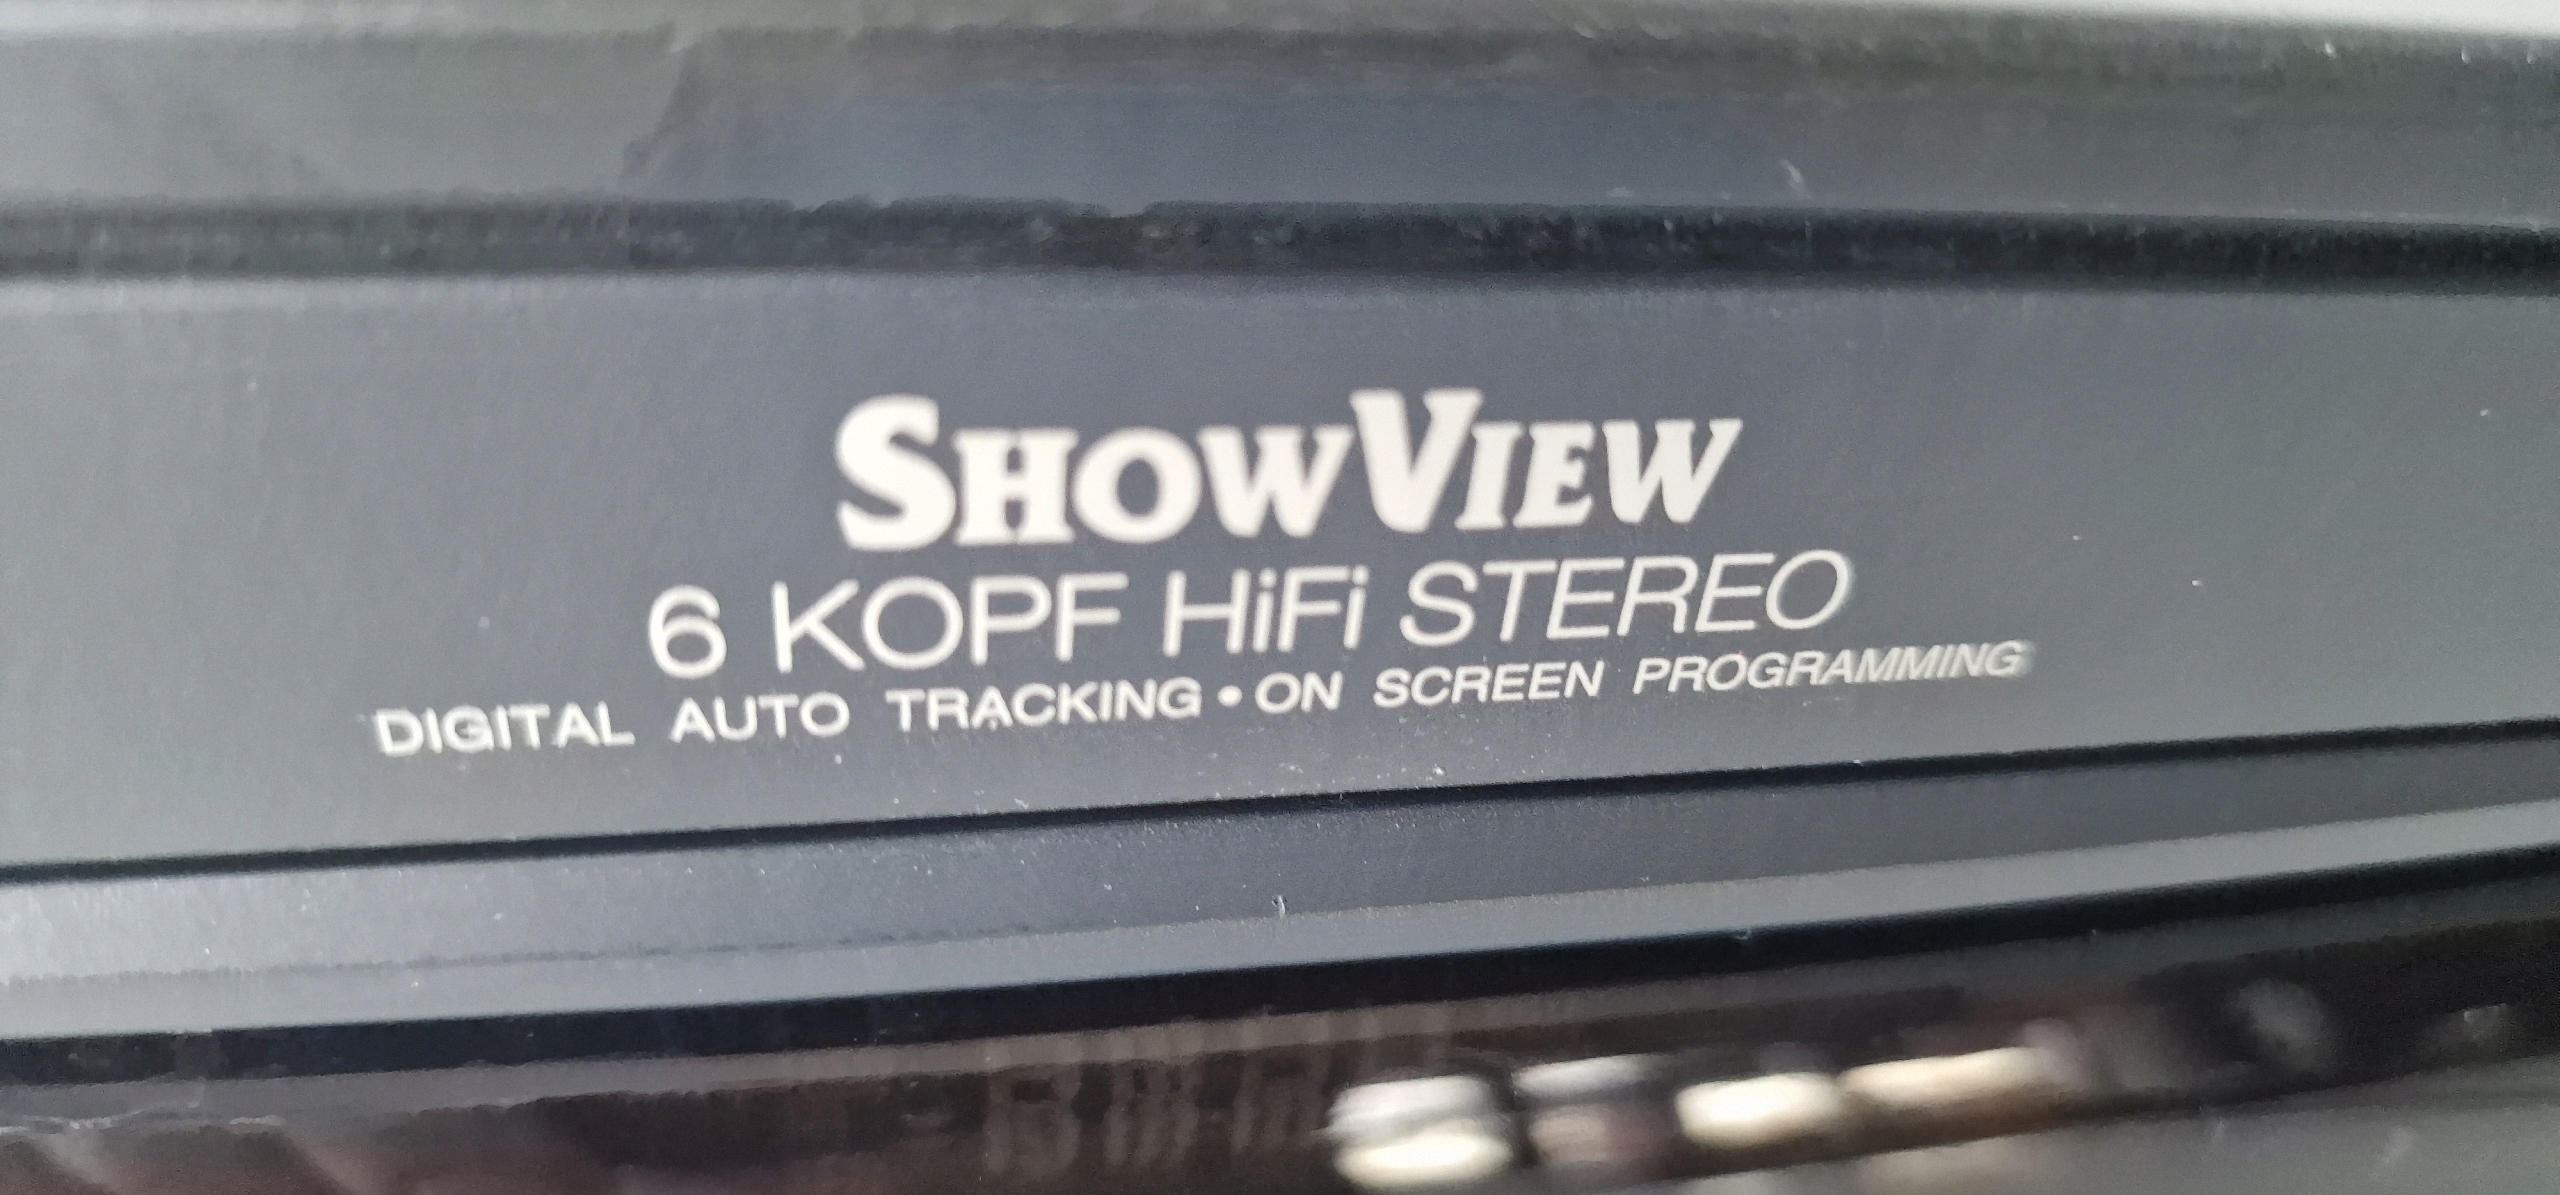 SHOWVIEW
6 KOPF HiFi STEREO
DIGITAL AUTO TRACKING • ON SCREEN PROGRAMMING